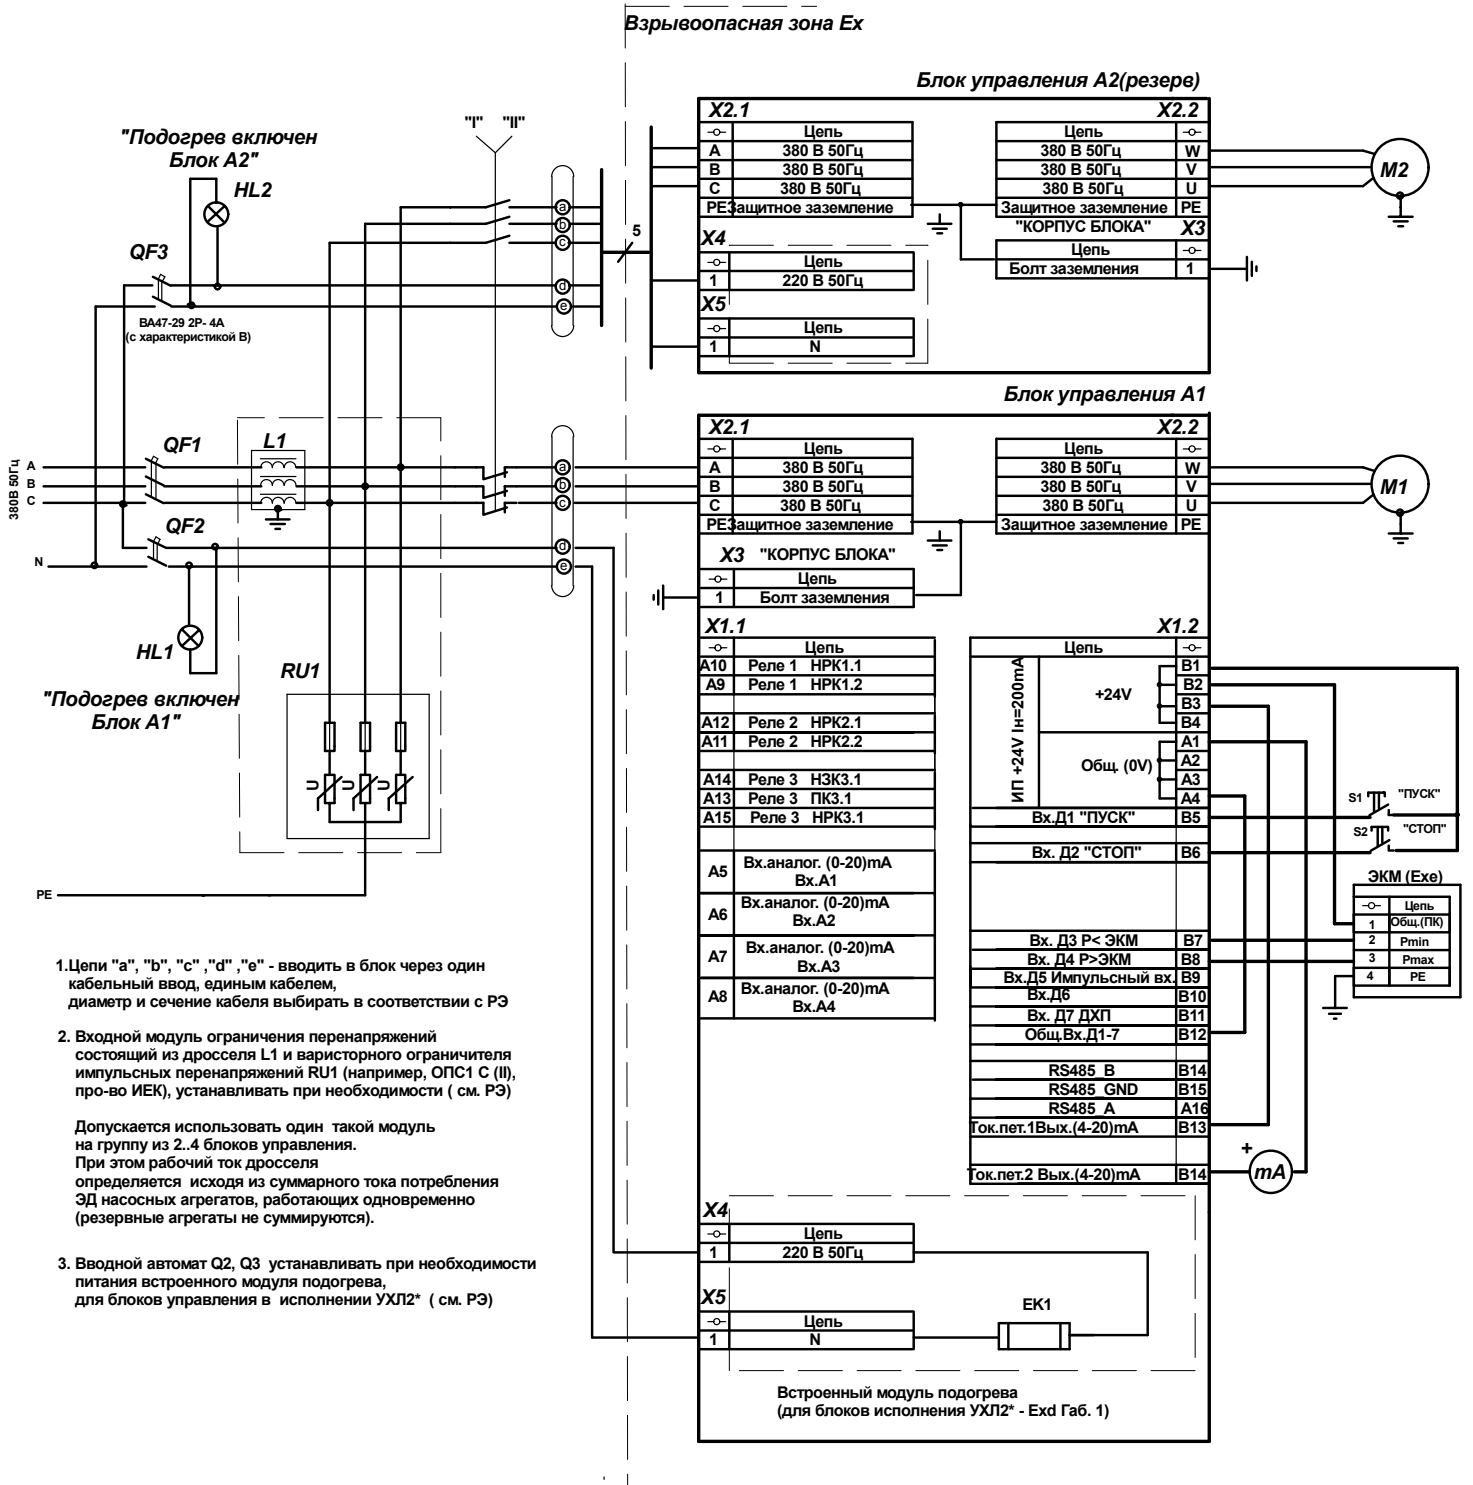 Взрывоопасная зона Ex
Блок управления А2(резерв)
"Подогрев включен
Блок А2"
HL2
QF3
ВА47-29 2Р- 4А
(с характеристикой В)
"I" "II"
a
b
c
d
e
5
X2.1
Цепь
A 380 В 50Гц
B 380 В 50Гц
C 380 В 50Гц
PE Защитное заземление
X2.2
Цепь
380 В 50Гц W
380 В 50Гц V
380 В 50Гц U
Защитное заземление PE
M2
"КОРПУС БЛОКА" X3
Цепь
Болт заземления 1
X4
Цепь
1 220 В 50Гц
X5
Цепь
1 N
Блок управления А1
380В 50Гц
A
B
C
N
QF1
L1
QF2
HL1
"Подогрев включен
Блок А1"
RU1
U U U
PE
a
b
c
d
e
X2.1
Цепь
A 380 В 50Гц
B 380 В 50Гц
C 380 В 50Гц
PE Защитное заземление
X2.2
Цепь
380 В 50Гц W
380 В 50Гц V
380 В 50Гц U
Защитное заземление PE
M1
X3 "КОРПУС БЛОКА"
Цепь
1 Болт заземления
X1.1
Цепь
A10 Реле 1 НРК1.1
A9 Реле 1 НРК1.2
A12 Реле 2 НРК2.1
A11 Реле 2 НРК2.2
A14 Реле 3 НЗК3.1
A13 Реле 3 ПК3.1
A15 Реле 3 НРК3.1
A5 Вх.аналог. (0-20)mA
Вх.А1
A6 Вх.аналог. (0-20)mA
Вх.А2
A7 Вх.аналог. (0-20)mA
Вх.А3
A8 Вх.аналог. (0-20)mA
Вх.А4
X1.2
Цепь
ИП +24V Iн=200mA
+24V
B1
B2
B3
B4
Общ. (0V)
A1
A2
A3
A4
Вх.Д1 "ПУСК" B5
Вх. Д2 "СТОП" B6
Вх. Д3 Р< ЭКМ B7
Вх. Д4 Р>ЭКМ B8
Вх.Д5 Импульсный вх. B9
Вх.Д6 B10
Вх. Д7 ДХП B11
Общ.Вх.Д1-7 B12
RS485_B B14
RS485_GND B15
RS485_A A16
Ток.пет.1Вых.(4-20)mA B13
Ток.пет.2 Вых.(4-20)mA B14
S1 "ПУСК"
S2 "СТОП"
ЭКМ (Exe)
Цепь
1 Общ.(ПК)
2 Pmin
3 Pmax
4 PE
+
mA
X4
Цепь
1 220 В 50Гц
X5
Цепь
1 N
EK1
Встроенный модуль подогрева
(для блоков исполнения УХЛ2* - Exd Габ. 1)
1.Цепи "a", "b", "c" ,"d" ,"e" - вводить в блок через один
кабельный ввод, единым кабелем,
диаметр и сечение кабеля выбирать в соответствии с РЭ
2. Входной модуль ограничения перенапряжений
состоящий из дросселя L1 и варисторного ограничителя
импульсных перенапряжений RU1 (например, ОПС1 С (II),
про-во ИЕК), устанавливать при необходимости ( см. РЭ)
Допускается использовать один такой модуль
на группу из 2..4 блоков управления.
При этом рабочий ток дросселя
определяется исходя из суммарного тока потребления
ЭД насосных агрегатов, работающих одновременно
(резервные агрегаты не суммируются).
3. Вводной автомат Q2, Q3 устанавливать при необходимости
питания встроенного модуля подогрева,
для блоков управления в исполнении УХЛ2* ( см. РЭ)